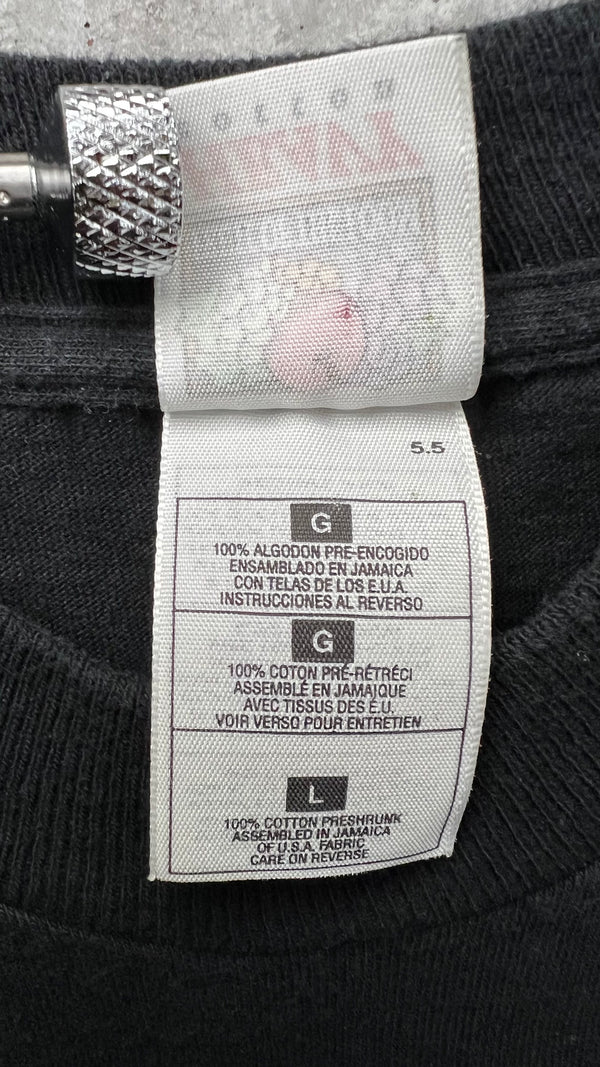 5.5
G
100% ALGODON PRE-ENCOGIDO
ENSAMBLADO EN JAMAICA
CON TELAS DE LOS E.U.A.
INSTRUCCIONES AL REVERSO
G
100% COTON PRÉ-RÉTRÉCI
ASSEMBLÉ EN JAMAÏQUE
AVEC TISSUS DES É.U.
VOIR VERSO POUR ENTRETIEN
L
100% COTTON PRESHRUNK
ASSEMBLED IN JAMAICA
OF U.S.A. FABRIC
CARE ON REVERSE